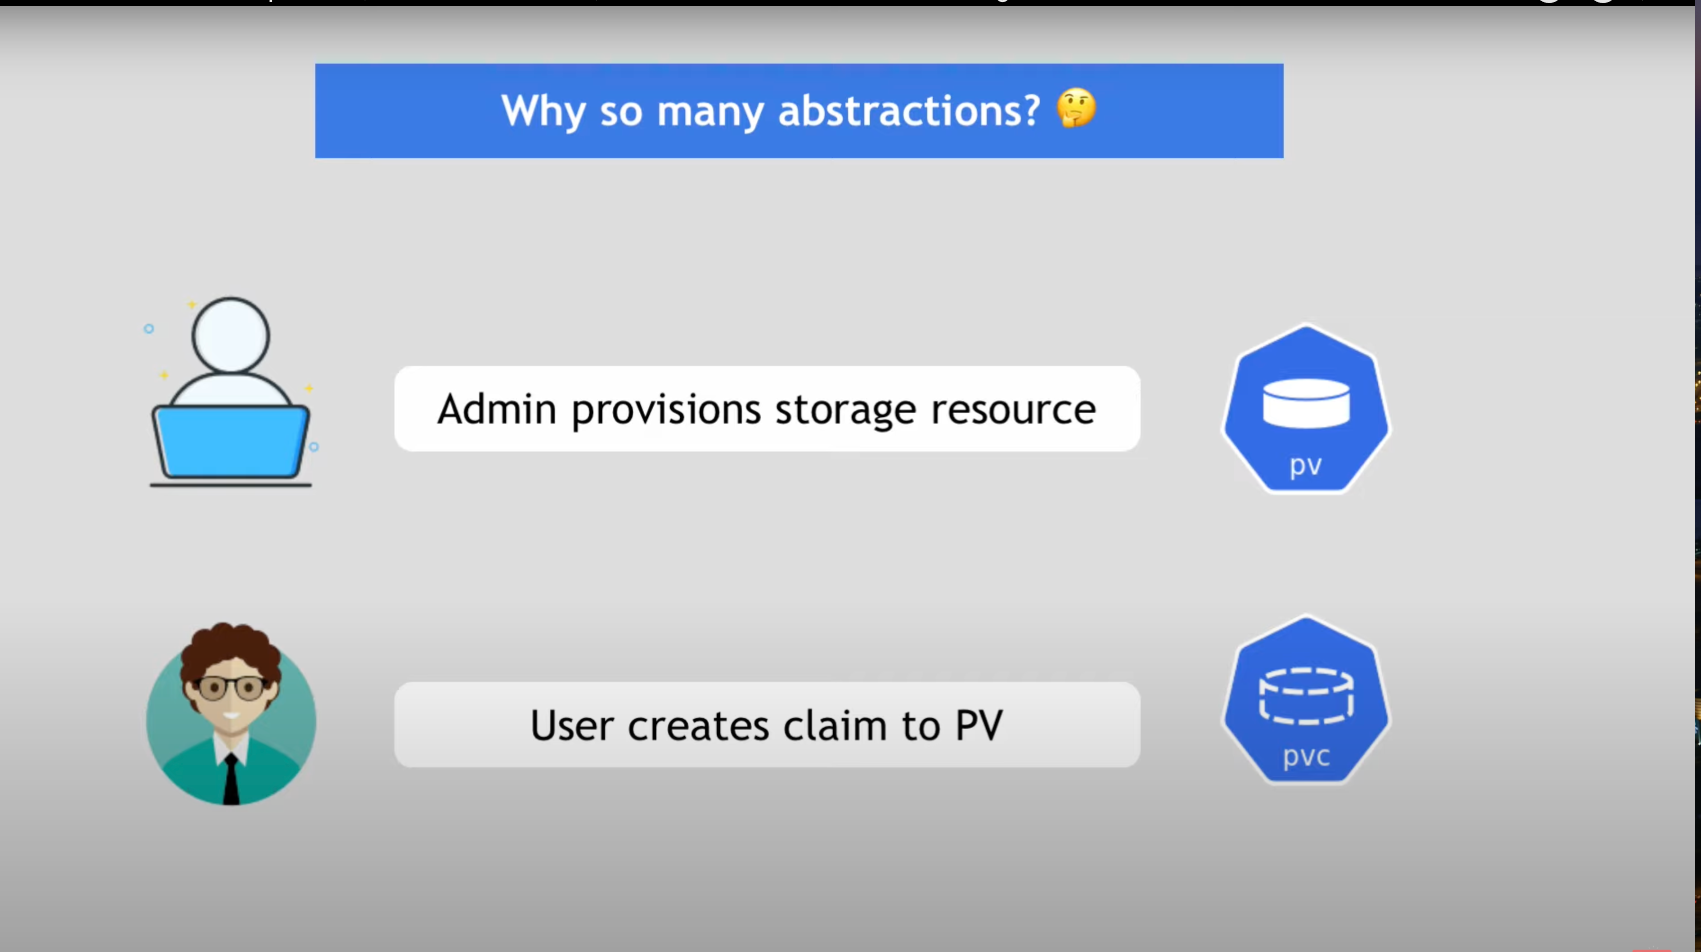 Why so many abstractions? 🤔
Admin provisions storage resource
pv
User creates claim to PV
pvc